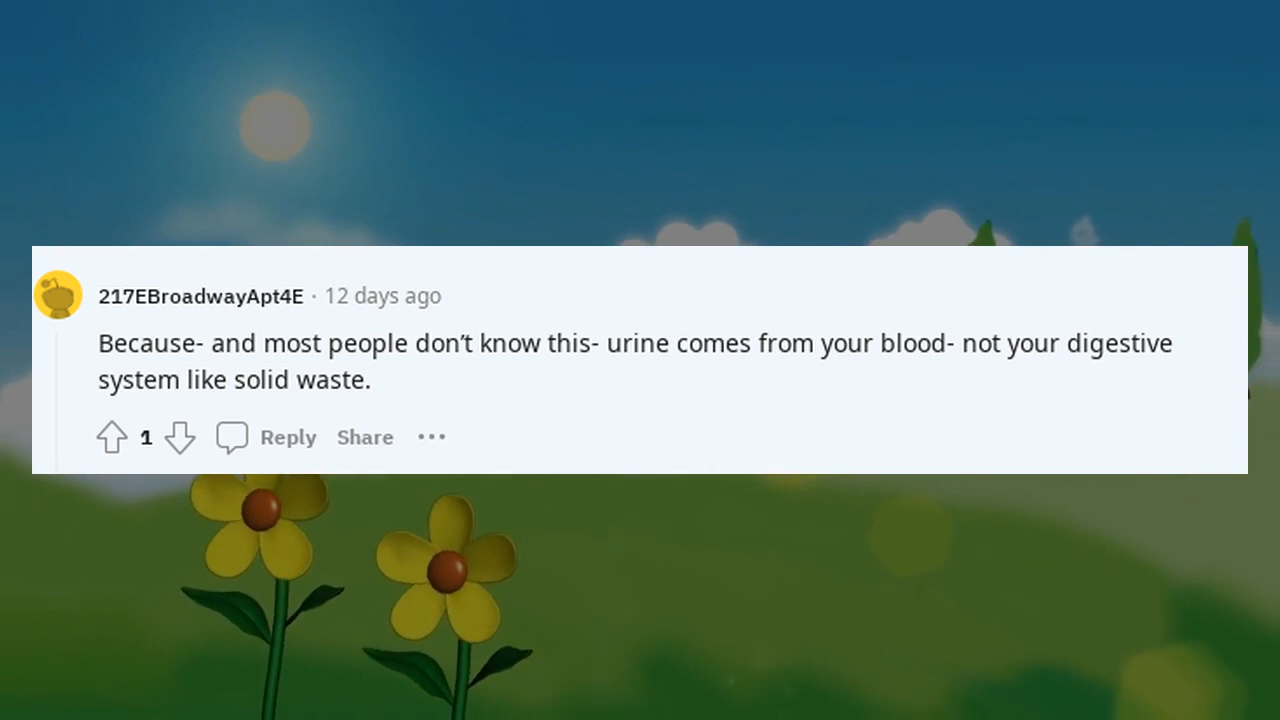 217EBroadwayApt4E · 12 days ago
Because- and most people don’t know this- urine comes from your blood- not your digestive
system like solid waste.
1 Reply Share •••